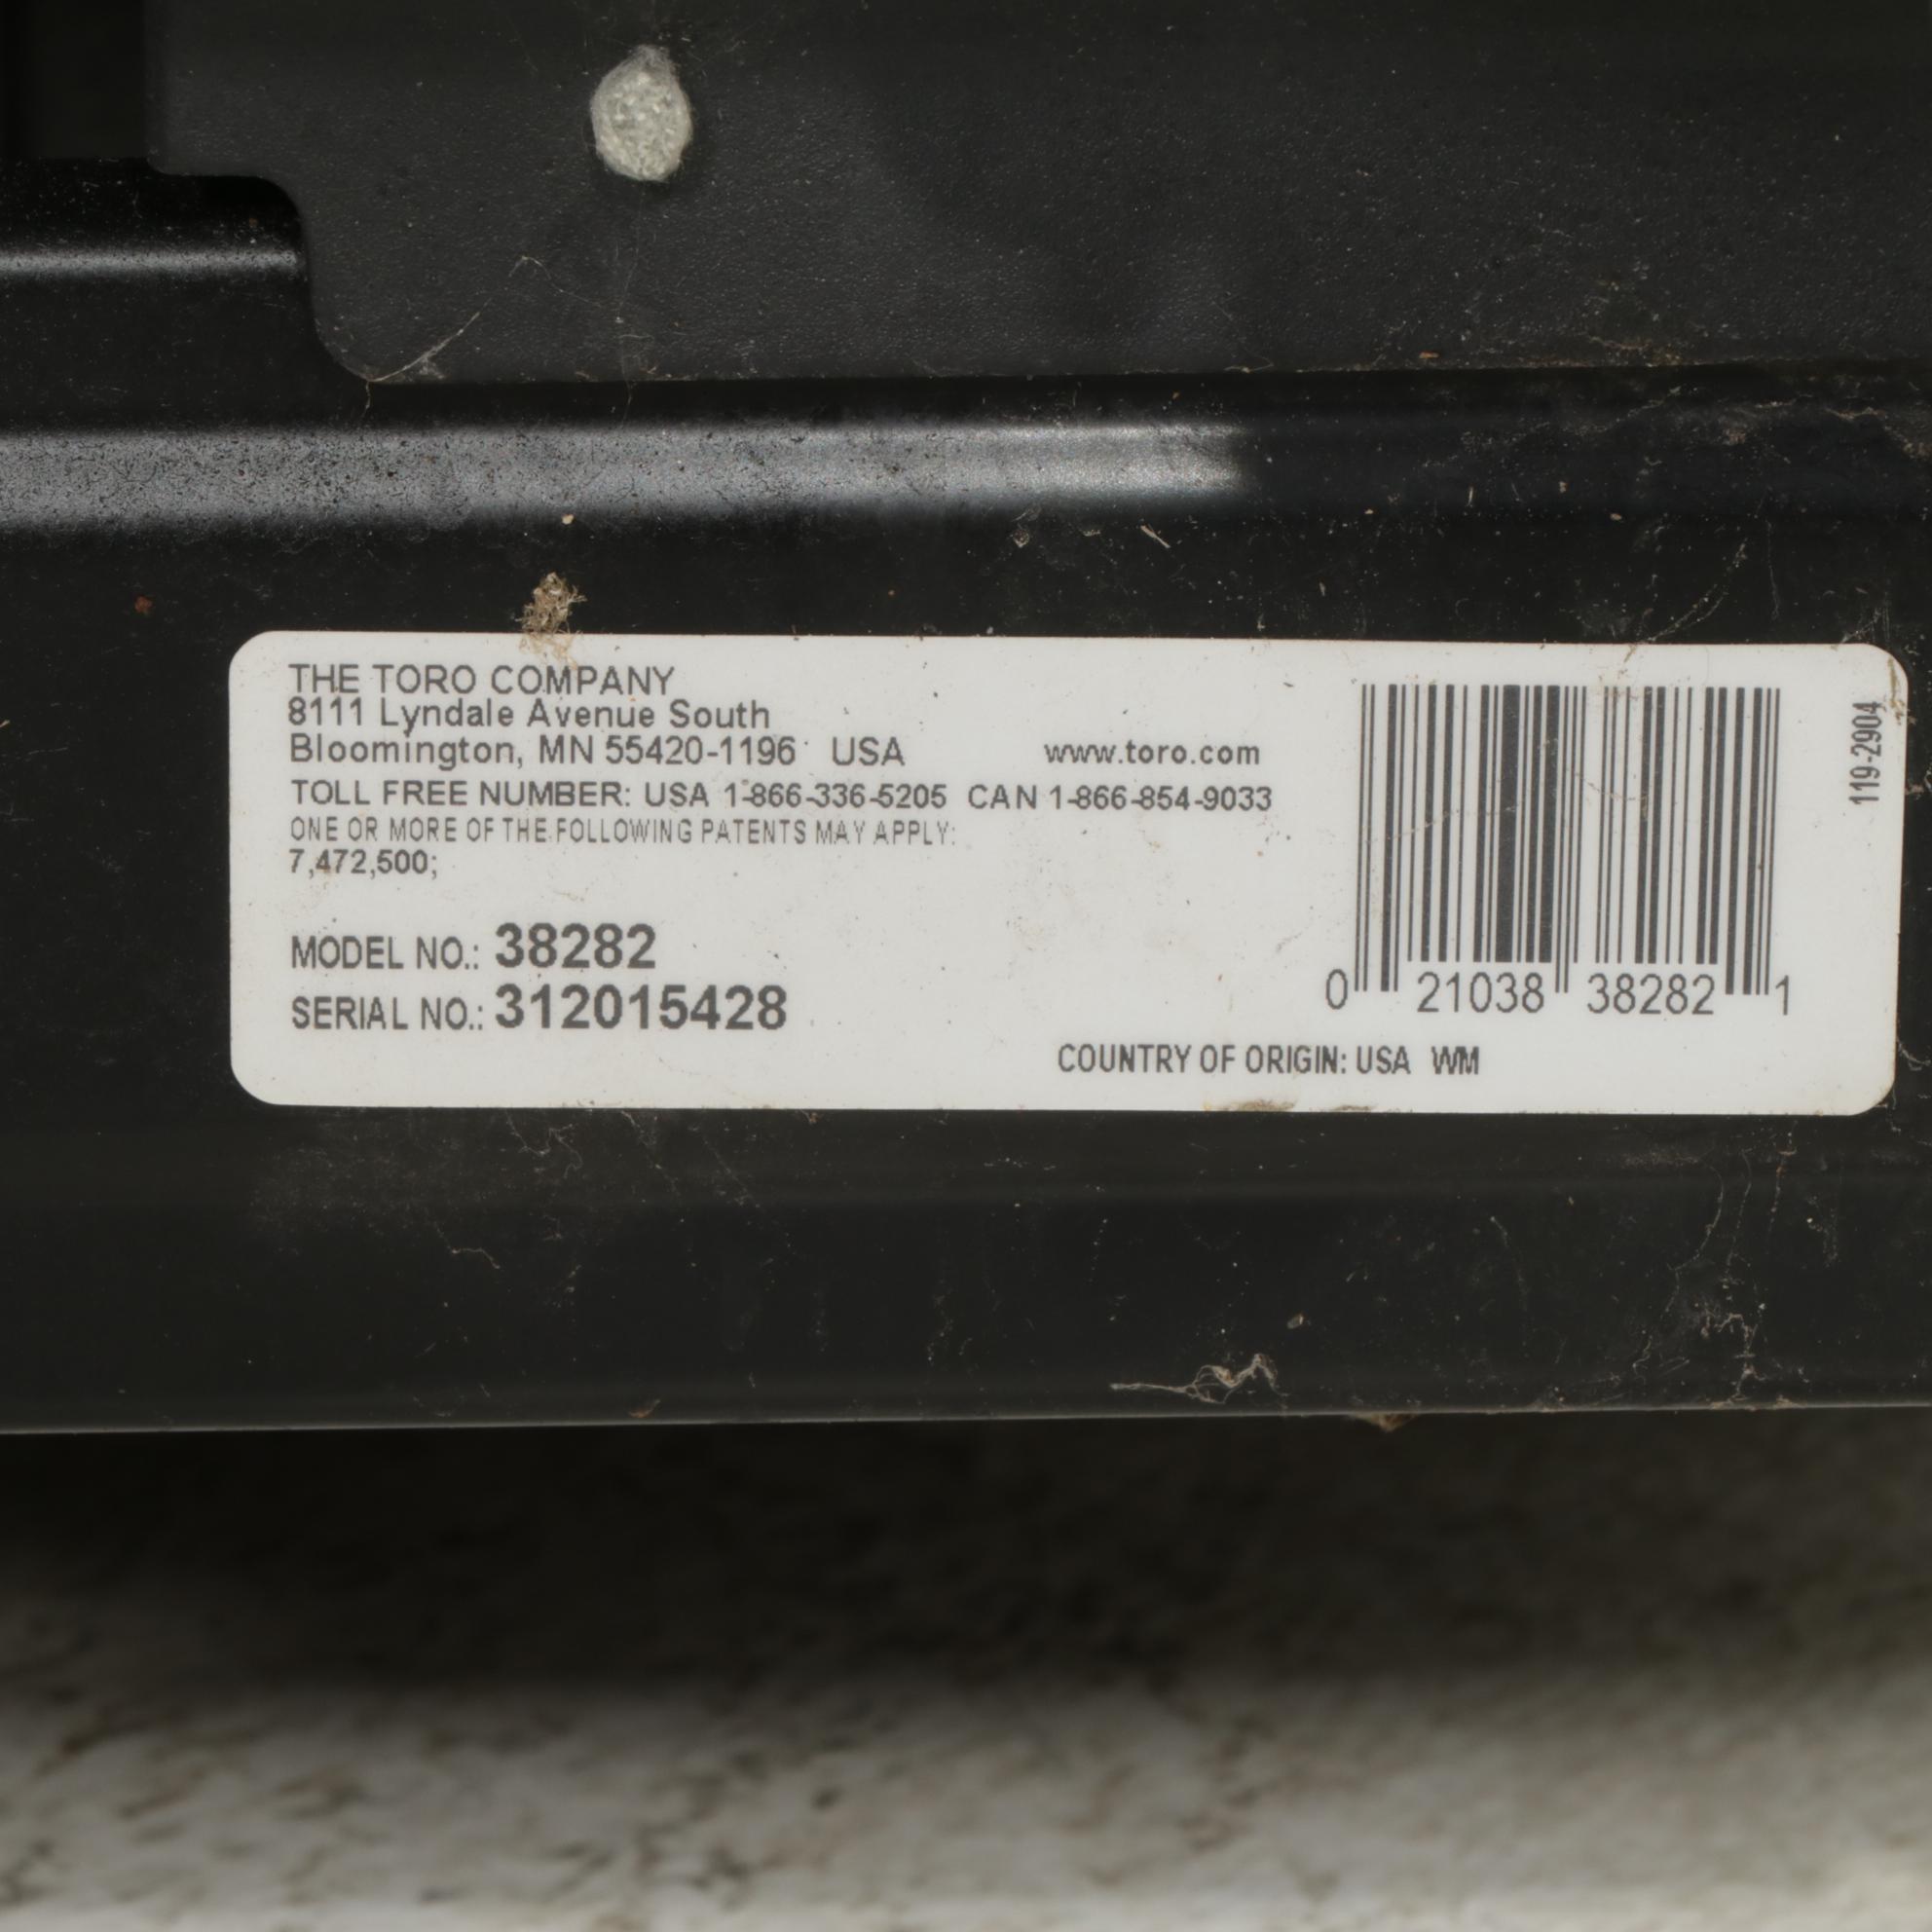 THE TORO COMPANY
8111 Lyndale Avenue South
Bloomington, MN 55420-1196 USA www.toro.com
TOLL FREE NUMBER: USA 1-866-336-5205 CAN 1-866-854-9033
ONE OR MORE OF THE FOLLOWING PATENTS MAY APPLY:
7,472,500;
MODEL NO.: 38282
SERIAL NO.: 312015428
0 21038 38282 1
COUNTRY OF ORIGIN: USA WM
119-2904